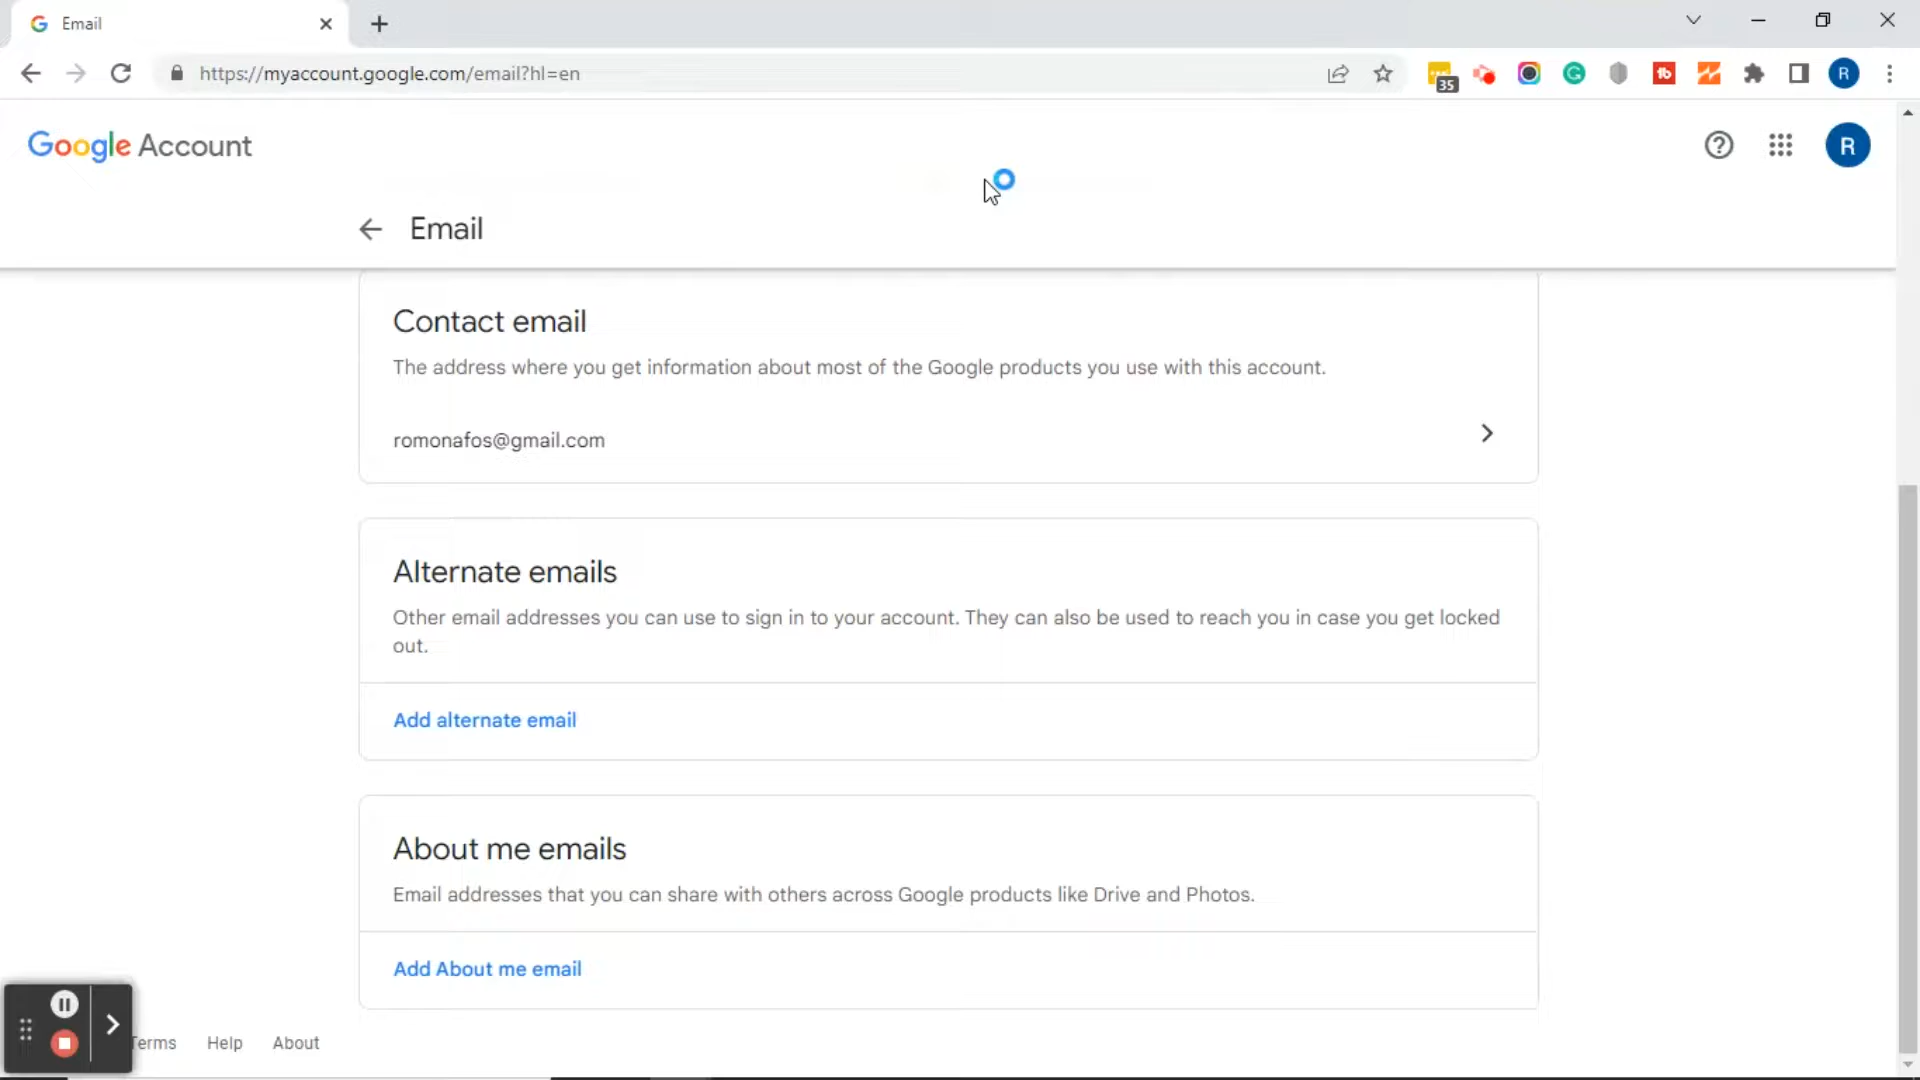 Email
https://myaccount.google.com/email?hl=en
35
R
Google Account
R
Email
Contact email
The address where you get information about most of the Google products you use with this account.
romonafos@gmail.com
Alternate emails
Other email addresses you can use to sign in to your account. They can also be used to reach you in case you get locked
out.
Add alternate email
About me emails
Email addresses that you can share with others across Google products like Drive and Photos.
Add About me email
Terms Help About